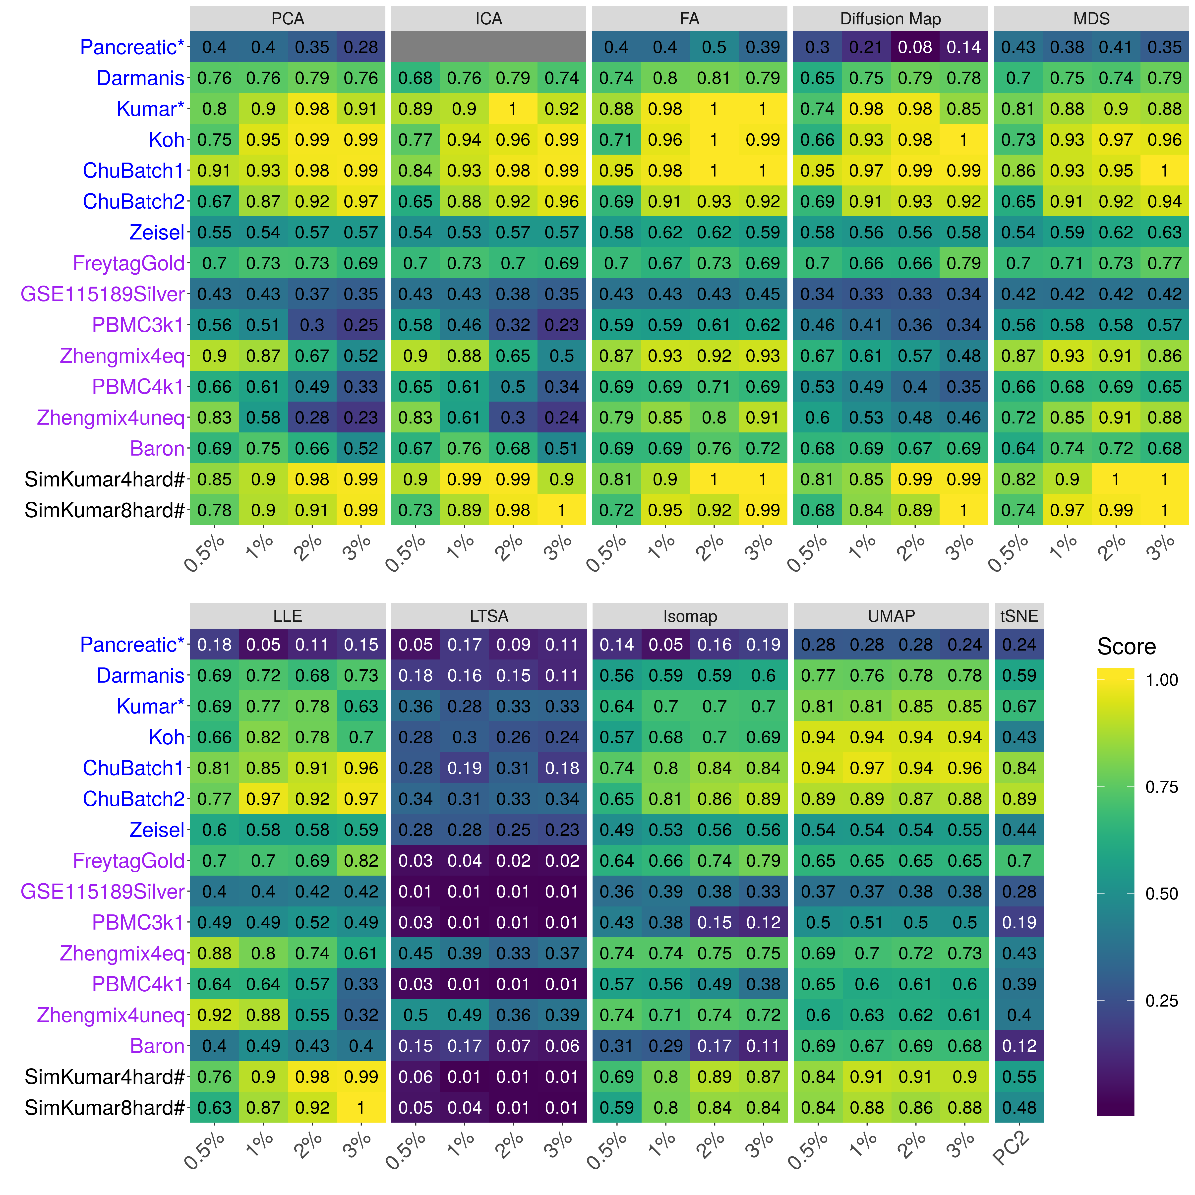 PCA ICA FA Diffusion Map MDS
Pancreatic* 0.4 0.4 0.35 0.28 0.4 0.4 0.5 0.39 0.3 0.21 0.08 0.14 0.43 0.38 0.41 0.35
Darmanis 0.76 0.76 0.79 0.76 0.68 0.76 0.79 0.74 0.74 0.8 0.81 0.79 0.65 0.75 0.79 0.78 0.7 0.75 0.74 0.79
Kumar* 0.8 0.9 0.98 0.91 0.89 0.9 1 0.92 0.88 0.98 1 1 0.74 0.98 0.98 0.85 0.81 0.88 0.9 0.88
Koh 0.75 0.95 0.99 0.99 0.77 0.94 0.96 0.99 0.71 0.96 1 0.99 0.66 0.93 0.98 1 0.73 0.93 0.97 0.96
ChuBatch1 0.91 0.93 0.98 0.99 0.84 0.93 0.98 0.99 0.95 0.98 1 1 0.95 0.97 0.99 0.99 0.86 0.93 0.95 1
ChuBatch2 0.67 0.87 0.92 0.97 0.65 0.88 0.92 0.96 0.69 0.91 0.93 0.92 0.69 0.91 0.93 0.92 0.65 0.91 0.92 0.94
Zeisel 0.55 0.54 0.57 0.57 0.54 0.53 0.57 0.57 0.58 0.62 0.62 0.59 0.58 0.56 0.56 0.58 0.54 0.59 0.62 0.63
FreytagGold 0.7 0.73 0.73 0.69 0.7 0.73 0.7 0.69 0.7 0.67 0.73 0.69 0.7 0.66 0.66 0.79 0.7 0.71 0.73 0.77
GSE115189Silver 0.43 0.43 0.37 0.35 0.43 0.43 0.38 0.35 0.43 0.43 0.43 0.45 0.34 0.33 0.33 0.34 0.42 0.42 0.42 0.42
PBMC3k1 0.56 0.51 0.3 0.25 0.58 0.46 0.32 0.23 0.59 0.59 0.61 0.62 0.46 0.41 0.36 0.34 0.56 0.58 0.58 0.57
Zhengmix4eq 0.9 0.87 0.67 0.52 0.9 0.88 0.65 0.5 0.87 0.93 0.92 0.93 0.67 0.61 0.57 0.48 0.87 0.93 0.91 0.86
PBMC4k1 0.66 0.61 0.49 0.33 0.65 0.61 0.5 0.34 0.69 0.69 0.71 0.69 0.53 0.49 0.4 0.35 0.66 0.68 0.69 0.65
Zhengmix4uneq 0.83 0.58 0.28 0.23 0.83 0.61 0.3 0.24 0.79 0.85 0.8 0.91 0.6 0.53 0.48 0.46 0.72 0.85 0.91 0.88
Baron 0.69 0.75 0.66 0.52 0.67 0.76 0.68 0.51 0.69 0.69 0.76 0.72 0.68 0.69 0.67 0.69 0.64 0.74 0.72 0.68
SimKumar4hard# 0.85 0.9 0.98 0.99 0.9 0.99 0.99 0.9 0.81 0.9 1 1 0.81 0.85 0.99 0.99 0.82 0.9 1 1
SimKumar8hard# 0.78 0.9 0.91 0.99 0.73 0.89 0.98 1 0.72 0.95 0.92 0.99 0.68 0.84 0.89 1 0.74 0.97 0.99 1
0.5% 1% 2% 3% 0.5% 1% 2% 3% 0.5% 1% 2% 3% 0.5% 1% 2% 3% 0.5% 1% 2% 3%
LLE LTSA Isomap UMAP tSNE
Pancreatic* 0.18 0.05 0.11 0.15 0.05 0.17 0.09 0.11 0.14 0.05 0.16 0.19 0.28 0.28 0.28 0.24 0.24
Darmanis 0.69 0.72 0.68 0.73 0.18 0.16 0.15 0.11 0.56 0.59 0.59 0.6 0.77 0.76 0.78 0.78 0.59
Kumar* 0.69 0.77 0.78 0.63 0.36 0.28 0.33 0.33 0.64 0.7 0.7 0.7 0.81 0.81 0.85 0.85 0.67
Koh 0.66 0.82 0.78 0.7 0.28 0.3 0.26 0.24 0.57 0.68 0.7 0.69 0.94 0.94 0.94 0.94 0.43
ChuBatch1 0.81 0.85 0.91 0.96 0.28 0.19 0.31 0.18 0.74 0.8 0.84 0.84 0.94 0.97 0.94 0.96 0.84
ChuBatch2 0.77 0.97 0.92 0.97 0.34 0.31 0.33 0.34 0.65 0.81 0.86 0.89 0.89 0.89 0.87 0.88 0.89
Zeisel 0.6 0.58 0.58 0.59 0.28 0.28 0.25 0.23 0.49 0.53 0.56 0.56 0.54 0.54 0.54 0.55 0.44
FreytagGold 0.7 0.7 0.69 0.82 0.03 0.04 0.02 0.02 0.64 0.66 0.74 0.79 0.65 0.65 0.65 0.65 0.7
GSE115189Silver 0.4 0.4 0.42 0.42 0.01 0.01 0.01 0.01 0.36 0.39 0.38 0.33 0.37 0.37 0.38 0.38 0.28
PBMC3k1 0.49 0.49 0.52 0.49 0.03 0.01 0.01 0.01 0.43 0.38 0.15 0.12 0.5 0.51 0.5 0.5 0.19
Zhengmix4eq 0.88 0.8 0.74 0.61 0.45 0.39 0.33 0.37 0.74 0.74 0.75 0.75 0.69 0.7 0.72 0.73 0.43
PBMC4k1 0.64 0.64 0.57 0.33 0.03 0.01 0.01 0.01 0.57 0.56 0.49 0.38 0.65 0.6 0.61 0.6 0.39
Zhengmix4uneq 0.92 0.88 0.55 0.32 0.5 0.49 0.36 0.39 0.74 0.71 0.74 0.72 0.6 0.63 0.62 0.61 0.4
Baron 0.4 0.49 0.43 0.4 0.15 0.17 0.07 0.06 0.31 0.29 0.17 0.11 0.69 0.67 0.69 0.68 0.12
SimKumar4hard# 0.76 0.9 0.98 0.99 0.06 0.01 0.01 0.01 0.69 0.8 0.89 0.87 0.84 0.91 0.91 0.9 0.55
SimKumar8hard# 0.63 0.87 0.92 1 0.05 0.04 0.01 0.01 0.59 0.8 0.84 0.84 0.84 0.88 0.86 0.88 0.48
0.5% 1% 2% 3% 0.5% 1% 2% 3% 0.5% 1% 2% 3% 0.5% 1% 2% 3% PC2
Score
1.00
0.75
0.50
0.25